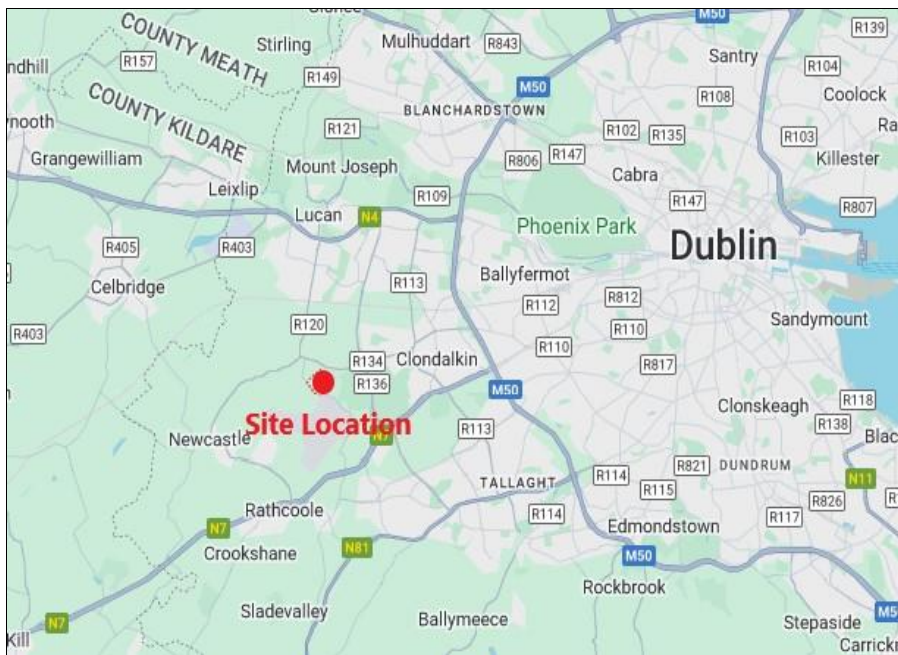 M50
R139
COUNTY MEATH
Stirling
Mulhuddart
R843
Santry
R157
R149
R104
COUNTY KILDARE
M50
R108
Coolock
BLANCHARDSTOWN
R121
R102
R135
R103
Grangewilliam
Mount Joseph
R806
R147
Killester
Cabra
Leixlip
R109
R147
R807
Lucan
N4
Phoenix Park
R405
R403
Dublin
Celbridge
R113
Ballyfermot
R112
R812
R403
R120
R110
R110
Sandymount
R134
Clondalkin
R817
R136
M50
R118
Site Location
Clonskeagh
R138
Newcastle
N7
R113
R821
DUNDRUM
N11
TALLAGHT
R114
R115
R826
Rathcoole
R114
R117
N7
Edmondstown
Crookshane
N81
M50
Rockbrook
Sladevalley
Ballymeece
N7
Stepaside
Kill